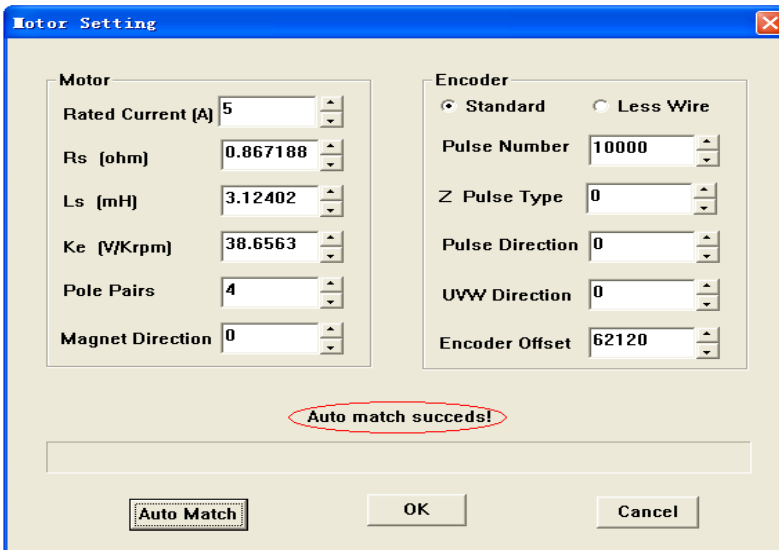 Motor Setting
Motor
Rated Current (A) 5
Rs (ohm) 0.867188
Ls (mH) 3.12402
Ke (V/Krpm) 38.6563
Pole Pairs 4
Magnet Direction 0
Encoder
Standard Less Wire
Pulse Number 10000
Z Pulse Type 0
Pulse Direction 0
UVW Direction 0
Encoder Offset 62120
Auto match succeds!
Auto Match OK Cancel